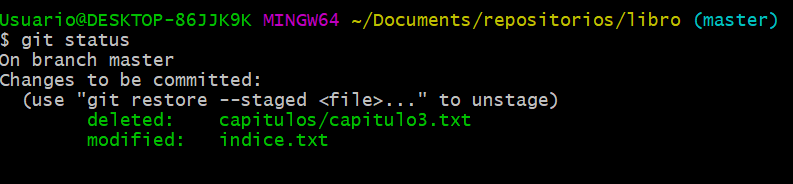 Usuario@DESKTOP-86JJK9K MINGW64 ~/Documents/repositorios/libro (master)
$ git status
On branch master
Changes to be committed:
  (use "git restore --staged <file>..." to unstage)
        deleted:    capitulos/capitulo3.txt
        modified:   indice.txt